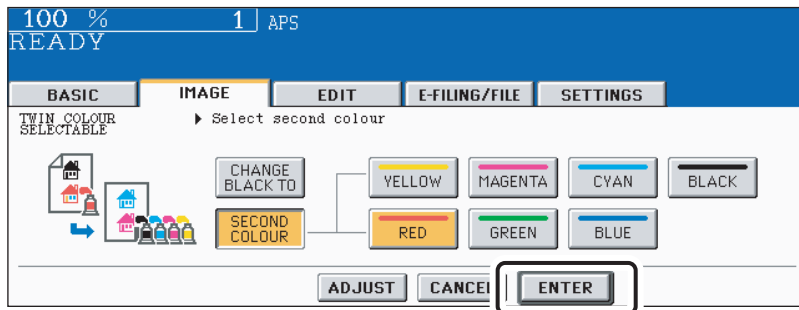 100 % 1 APS
READY
BASIC IMAGE EDIT E-FILING/FILE SETTINGS
TWIN COLOUR
SELECTABLE
Select second colour
CHANGE
BLACK TO
YELLOW MAGENTA CYAN BLACK
SECOND
COLOUR
RED GREEN BLUE
ADJUST CANCEL ENTER